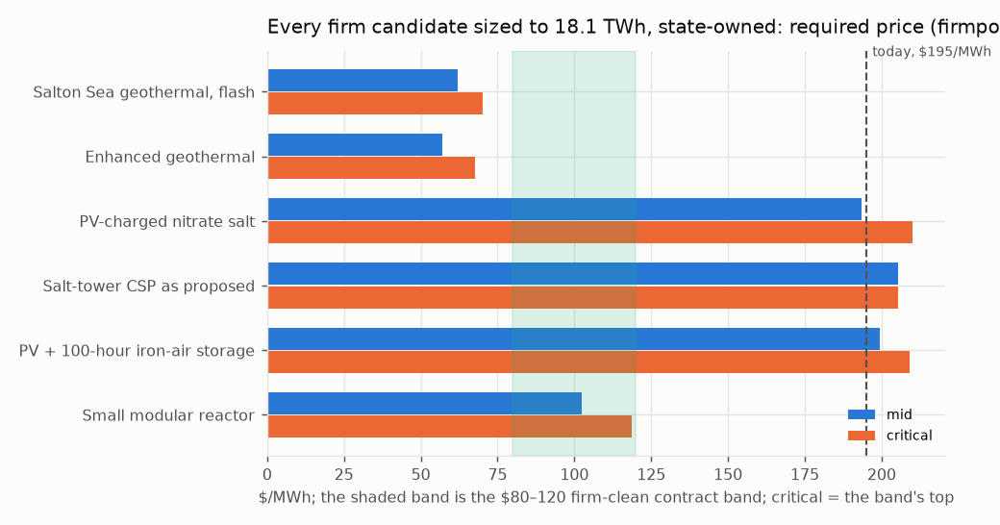 Every firm candidate sized to 18.1 TWh, state-owned: required price (firmpo
today, $195/MWh
Salton Sea geothermal, flash
Enhanced geothermal
PV-charged nitrate salt
Salt-tower CSP as proposed
PV + 100-hour iron-air storage
Small modular reactor
mid
critical
0 25 50 75 100 125 150 175 200
$/MWh; the shaded band is the $80–120 firm-clean contract band; critical = the band's top